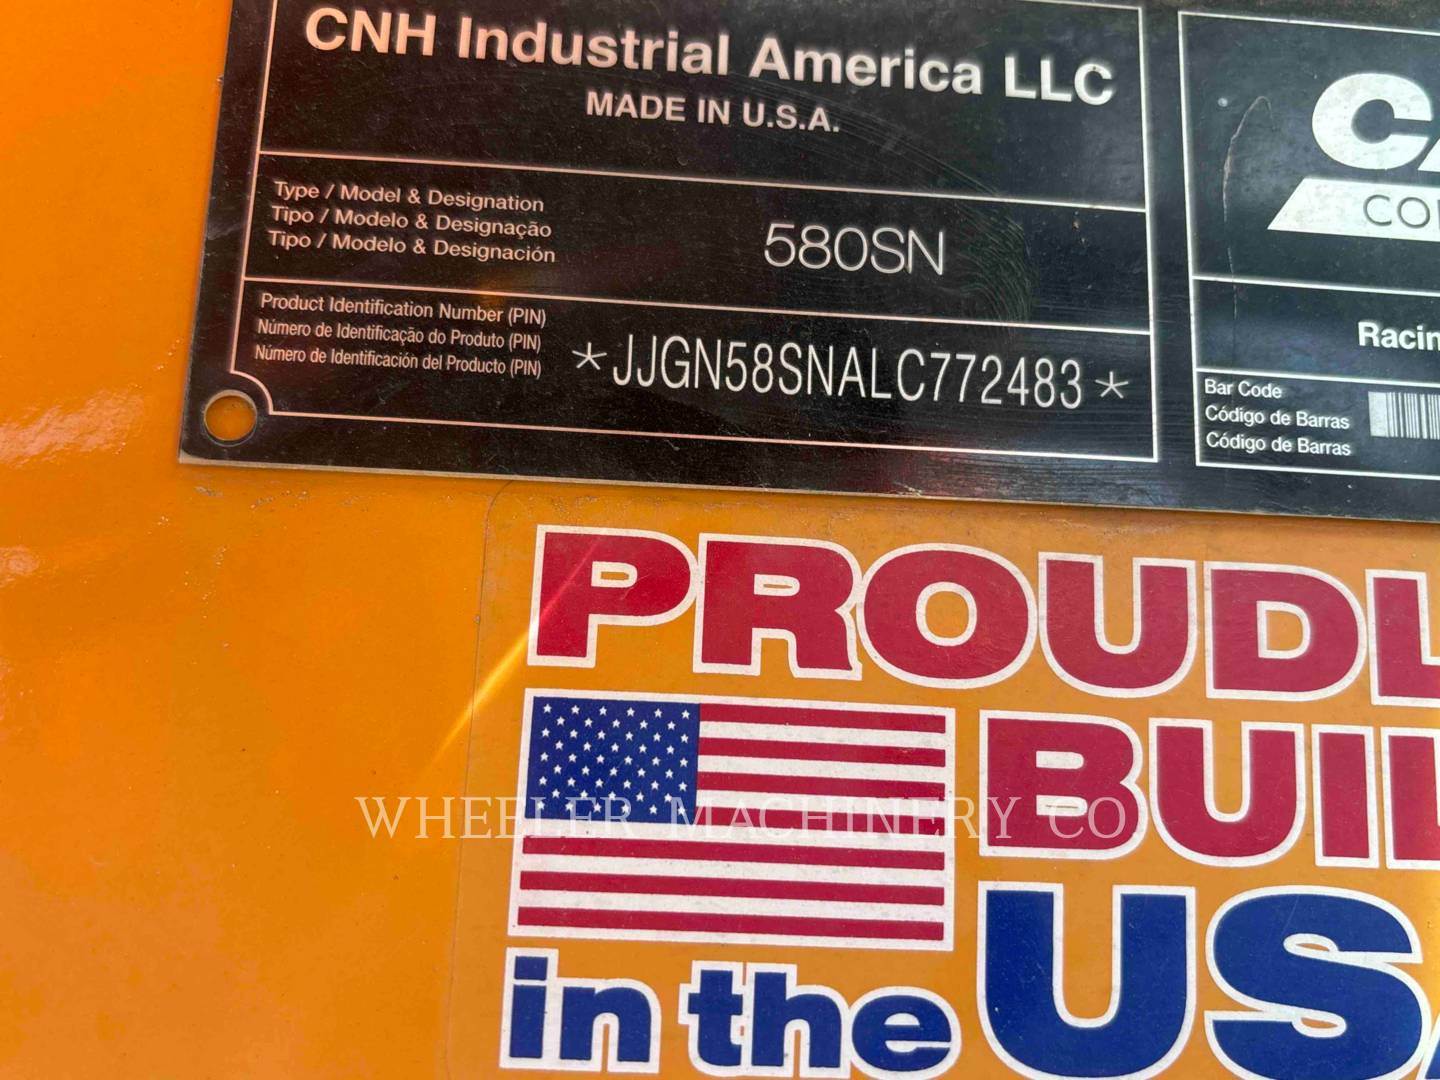 CNH Industrial America LLC
MADE IN U.S.A.
Type / Model & Designation
Tipo / Modelo & Designação
Tipo / Modelo & Designación
580SN
Product Identification Number (PIN)
Número de Identificação do Produto (PIN)
Número de Identificación del Producto (PIN)
*JJGN58SNALC772483*
Bar Code
Código de Barras
Código de Barras
PROUDL
BUIL
in the USA
WHEELER MACHINERY CO